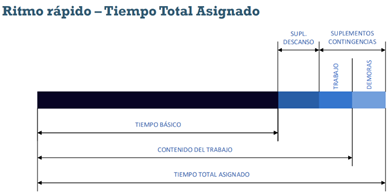 Ritmo rápido – Tiempo Total Asignado
SUPL. DESCANSO
SUPLEMENTOS CONTINGENCIAS
TRABAJO
DEMORAS
TIEMPO BÁSICO
CONTENIDO DEL TRABAJO
TIEMPO TOTAL ASIGNADO